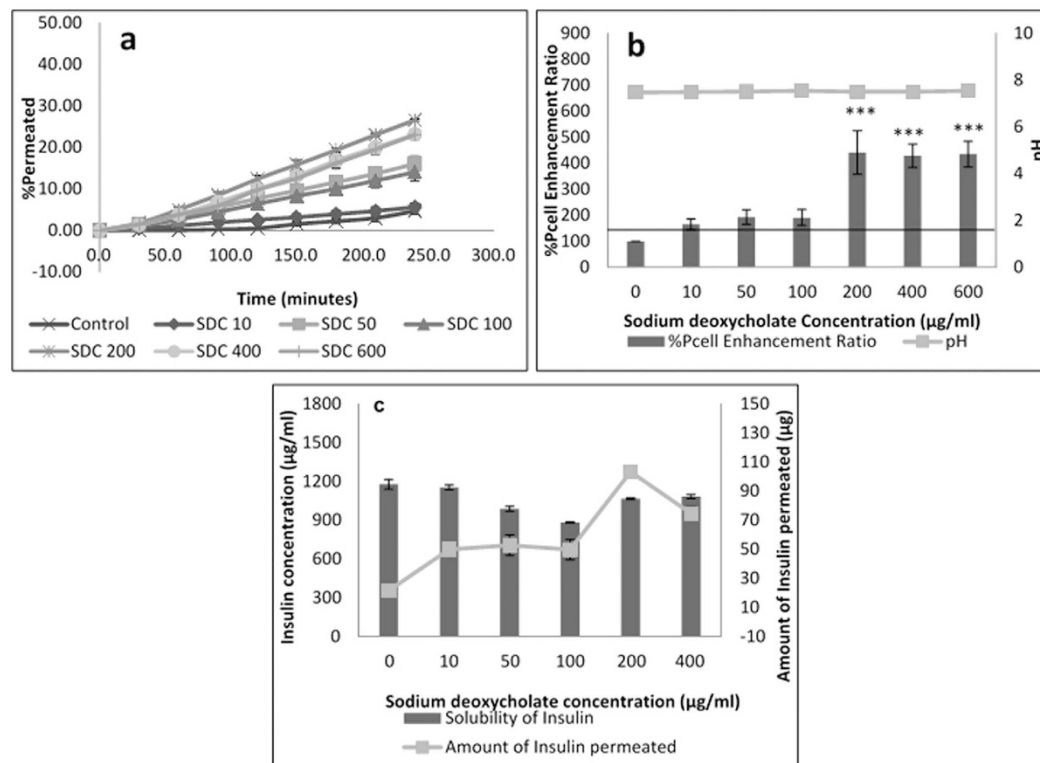 a
50.00
40.00
30.00
20.00
10.00
0.00
-10.00
%Permeated
0.0 50.0 100.0 150.0 200.0 250.0 300.0
Time (minutes)
Control SDC 10 SDC 50 SDC 100
SDC 200 SDC 400 SDC 600
b
900
800
700
600
500
400
300
200
100
0
%Pcell Enhancement Ratio
***
***
***
10
8
6
4
2
0
pH
0 10 50 100 200 400 600
Sodium deoxycholate Concentration (µg/ml)
%Pcell Enhancement Ratio pH
c
1800
1500
1200
900
600
300
0
Insulin concentration (µg/ml)
150
130
110
90
70
50
30
10
-10
Amount of Insulin permeated (µg)
0 10 50 100 200 400
Sodium deoxycholate concentration (µg/ml)
Solubility of Insulin
Amount of Insulin permeated